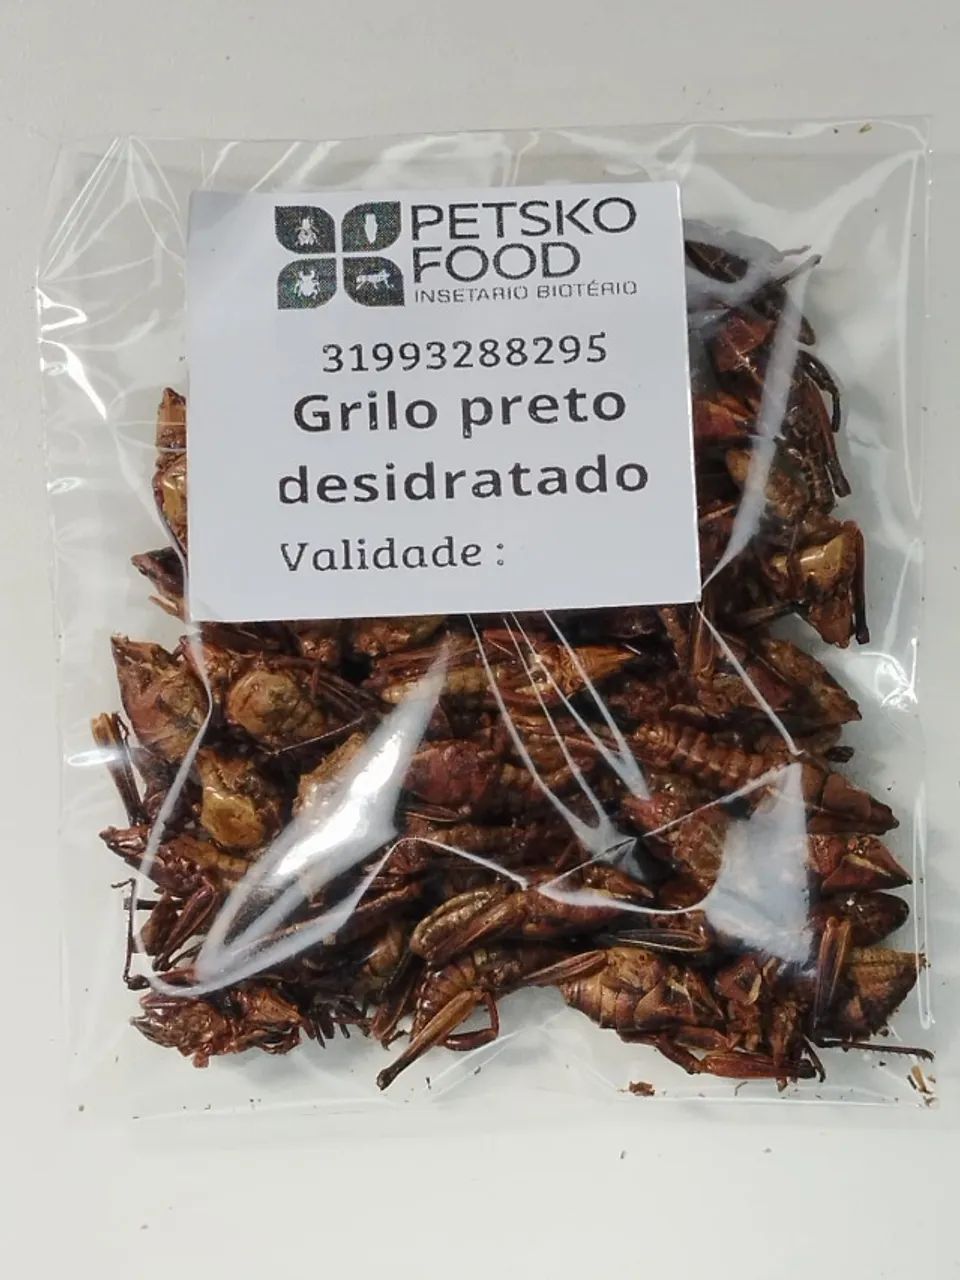 PETSKO
FOOD
INSETARIO BIOTÉRIO
31993288295
Grilo preto
desidratado
Validade :